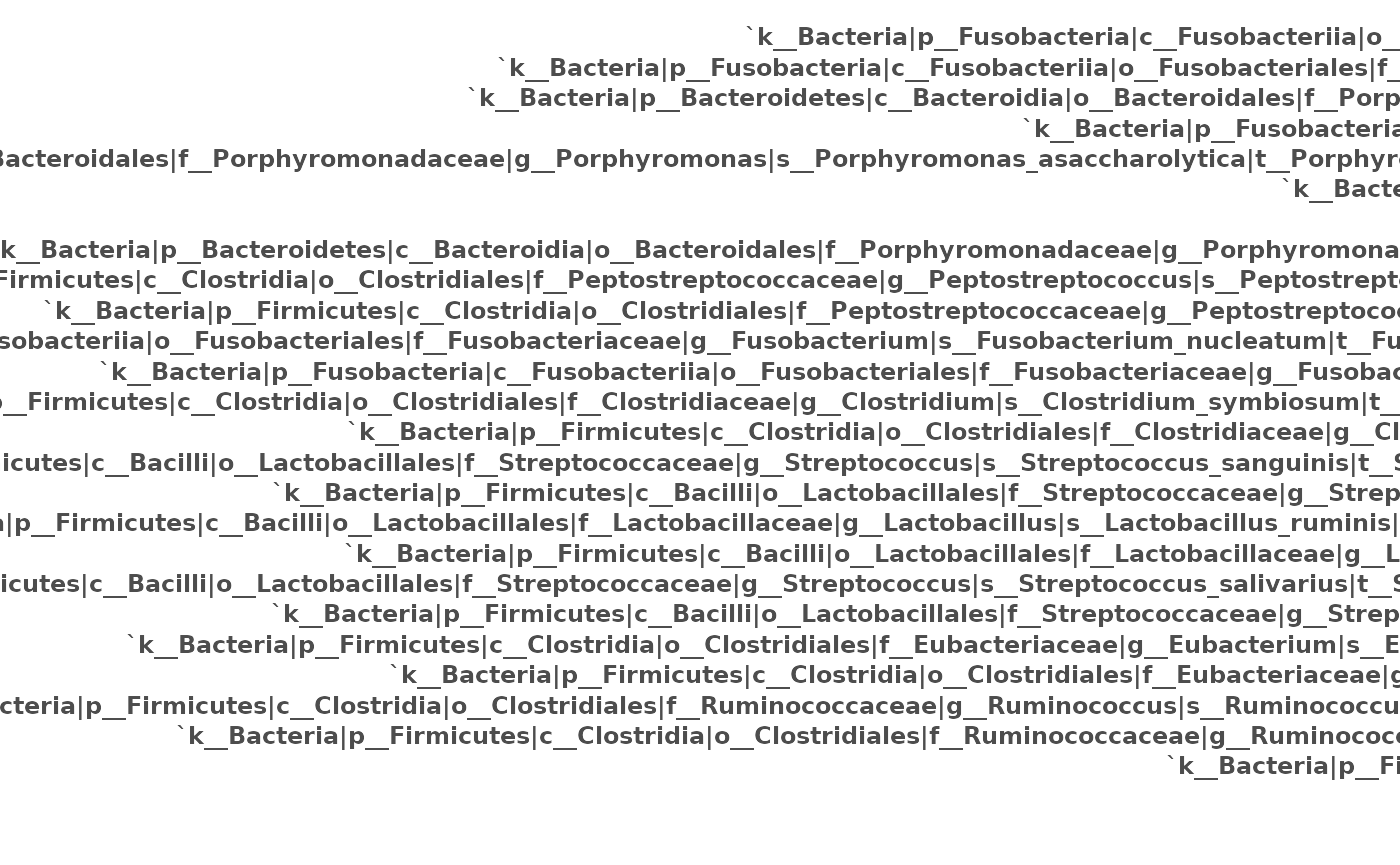 `k__Bacteria|p__Fusobacteria|c__Fusobacteriia|o__
`k__Bacteria|p__Fusobacteria|c__Fusobacteriia|o__Fusobacteriales|f__
`k__Bacteria|p__Bacteroidetes|c__Bacteroidia|o__Bacteroidales|f__Porp
`k__Bacteria|p__Fusobacteria
Bacteroidales|f__Porphyromonadaceae|g__Porphyromonas|s__Porphyromonas_asaccharolytica|t__Porphyro
`k__Bacte
k__Bacteria|p__Bacteroidetes|c__Bacteroidia|o__Bacteroidales|f__Porphyromonadaceae|g__Porphyromona
Firmicutes|c__Clostridia|o__Clostridiales|f__Peptostreptococcaceae|g__Peptostreptococcus|s__Peptostrepto
`k__Bacteria|p__Firmicutes|c__Clostridia|o__Clostridiales|f__Peptostreptococcaceae|g__Peptostreptococ
sobacteriia|o__Fusobacteriales|f__Fusobacteriaceae|g__Fusobacterium|s__Fusobacterium_nucleatum|t__Fu
`k__Bacteria|p__Fusobacteria|c__Fusobacteriia|o__Fusobacteriales|f__Fusobacteriaceae|g__Fusobac
p__Firmicutes|c__Clostridia|o__Clostridiales|f__Clostridiaceae|g__Clostridium|s__Clostridium_symbiosum|t__
`k__Bacteria|p__Firmicutes|c__Clostridia|o__Clostridiales|f__Clostridiaceae|g__Cl
icutes|c__Bacilli|o__Lactobacillales|f__Streptococcaceae|g__Streptococcus|s__Streptococcus_sanguinis|t__S
`k__Bacteria|p__Firmicutes|c__Bacilli|o__Lactobacillales|f__Streptococcaceae|g__Strep
a|p__Firmicutes|c__Bacilli|o__Lactobacillales|f__Lactobacillaceae|g__Lactobacillus|s__Lactobacillus_ruminis|
`k__Bacteria|p__Firmicutes|c__Bacilli|o__Lactobacillales|f__Lactobacillaceae|g__L
icutes|c__Bacilli|o__Lactobacillales|f__Streptococcaceae|g__Streptococcus|s__Streptococcus_salivarius|t__S
`k__Bacteria|p__Firmicutes|c__Bacilli|o__Lactobacillales|f__Streptococcaceae|g__Strep
`k__Bacteria|p__Firmicutes|c__Clostridia|o__Clostridiales|f__Eubacteriaceae|g__Eubacterium|s__E
`k__Bacteria|p__Firmicutes|c__Clostridia|o__Clostridiales|f__Eubacteriaceae|g
cteria|p__Firmicutes|c__Clostridia|o__Clostridiales|f__Ruminococcaceae|g__Ruminococcus|s__Ruminococcu
`k__Bacteria|p__Firmicutes|c__Clostridia|o__Clostridiales|f__Ruminococcaceae|g__Ruminococc
`k__Bacteria|p__Fi